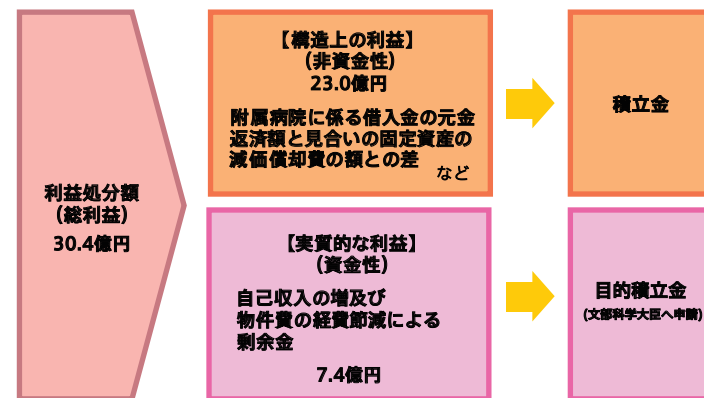 利益処分額
（総利益）
30.4億円
【構造上の利益】
（非資金性）
23.0億円
附属病院に係る借入金の元金
返済額と見合いの固定資産の
減価償却費の額との差
など
積立金
【実質的な利益】
（資金性）
自己収入の増及び
物件費の経費節減による
剰余金
7.4億円
目的積立金
(文部科学大臣へ申請)